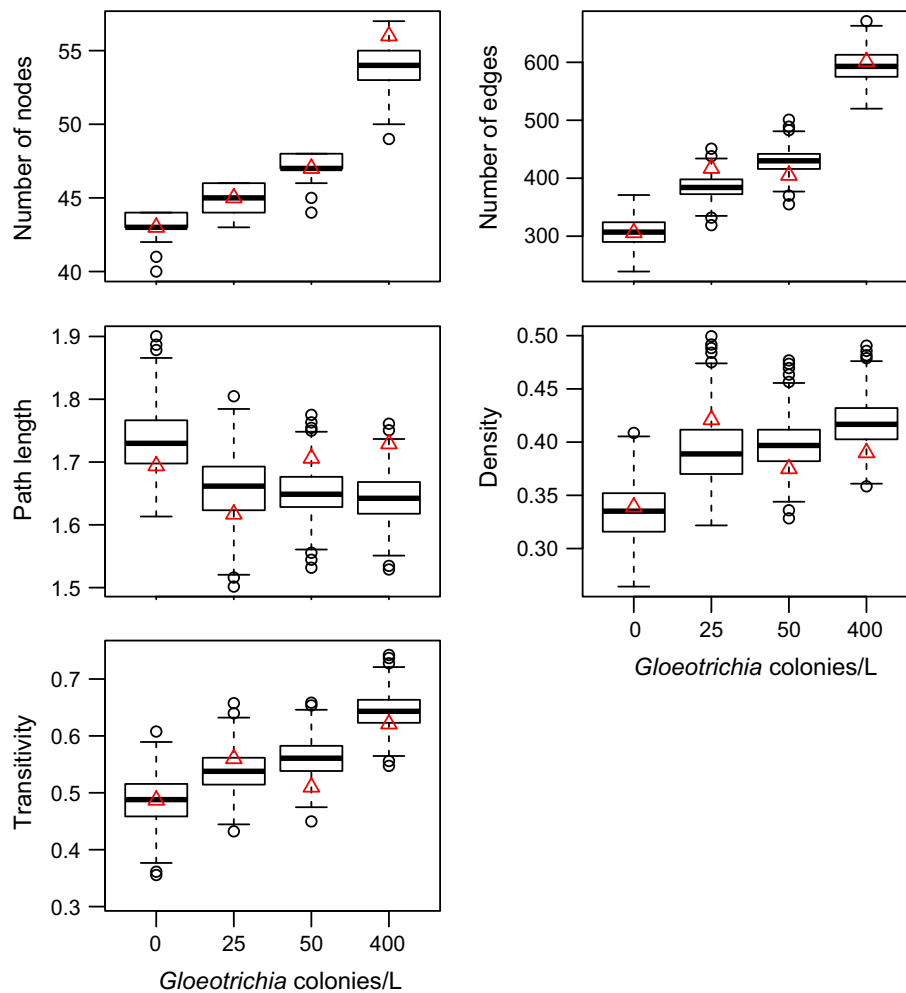 Number of nodes
55
50
45
40
Number of edges
600
500
400
300
Path length
1.9
1.8
1.7
1.6
1.5
Density
0.50
0.45
0.40
0.35
0.30
0 25 50 400
Gloeotrichia colonies/L
Transitivity
0.7
0.6
0.5
0.4
0.3
0 25 50 400
Gloeotrichia colonies/L